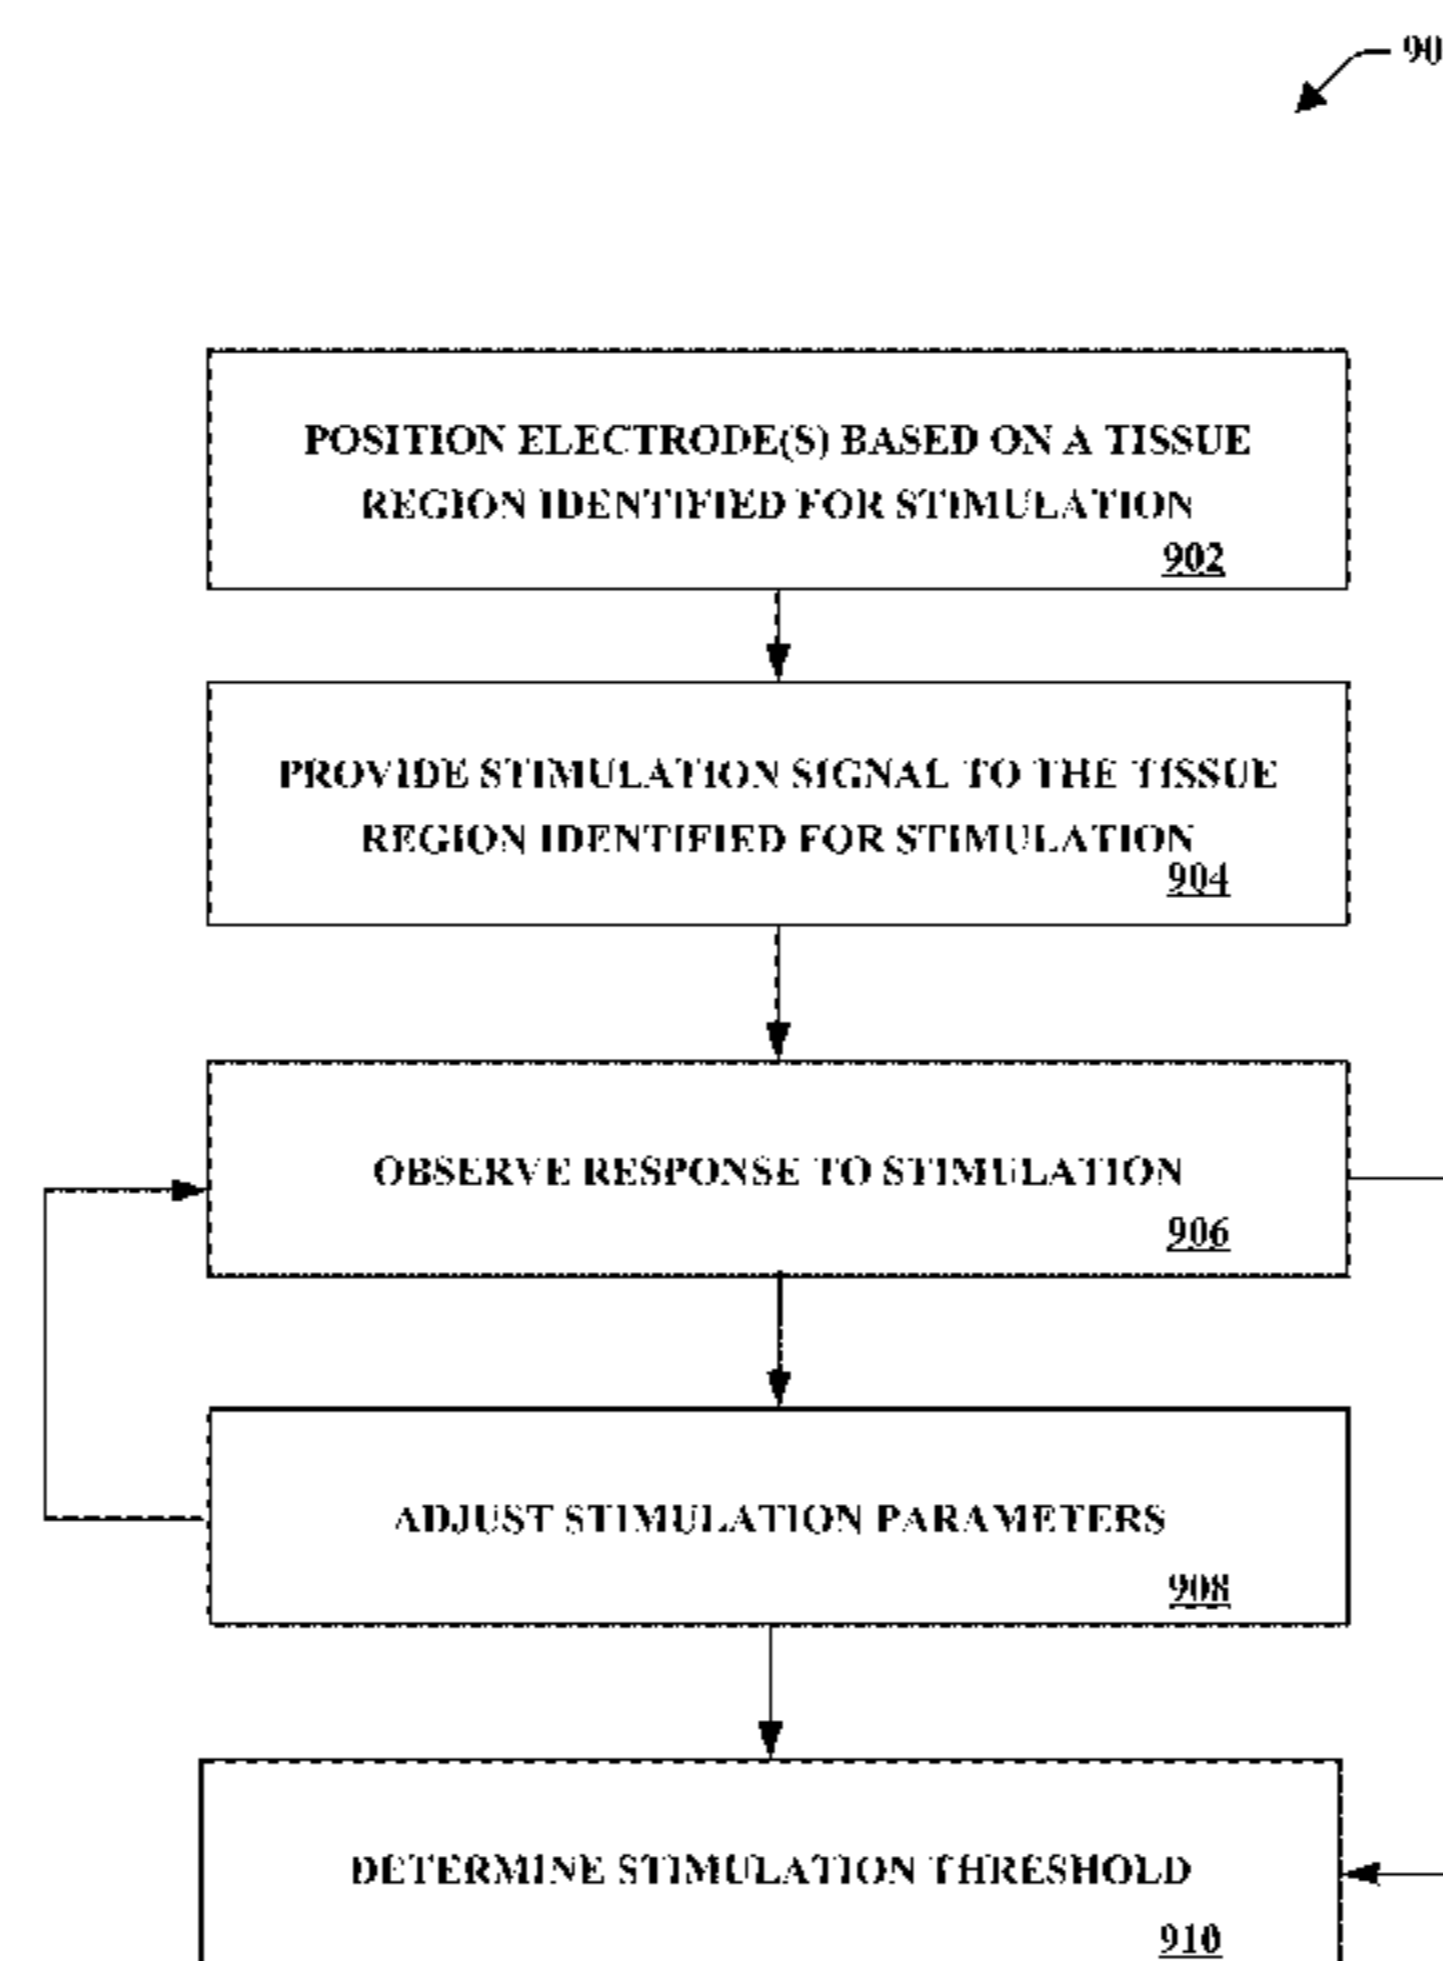 90
POSITION ELECTRODE(S) BASED ON A TISSUE
REGION IDENTIFIED FOR STIMULATION
902
PROVIDE STIMULATION SIGNAL TO THE TISSUE
REGION IDENTIFIED FOR STIMULATION
904
OBSERVE RESPONSE TO STIMULATION
906
ADJUST STIMULATION PARAMETERS
908
DETERMINE STIMULATION THRESHOLD
910